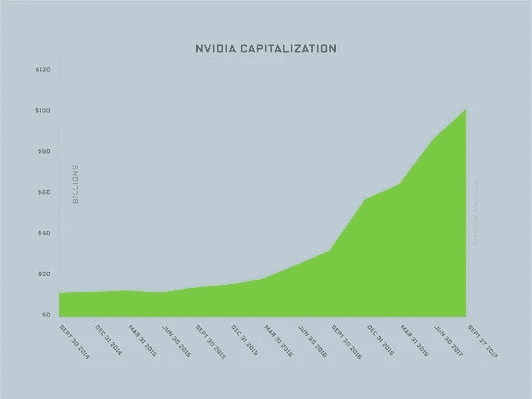 NVIDIA CAPITALIZATION
$120
$100
$80
$60
$40
$20
$0
BILLIONS
SEPT 30 2014
DEC 31 2014
MAR 31 2015
JUN 30 2015
SEPT 30 2015
DEC 31 2015
MAR 31 2016
JUN 30 2016
SEPT 30 2016
DEC 31 2016
MAR 31 2016
JUN 30 2017
SEPT 27 2017